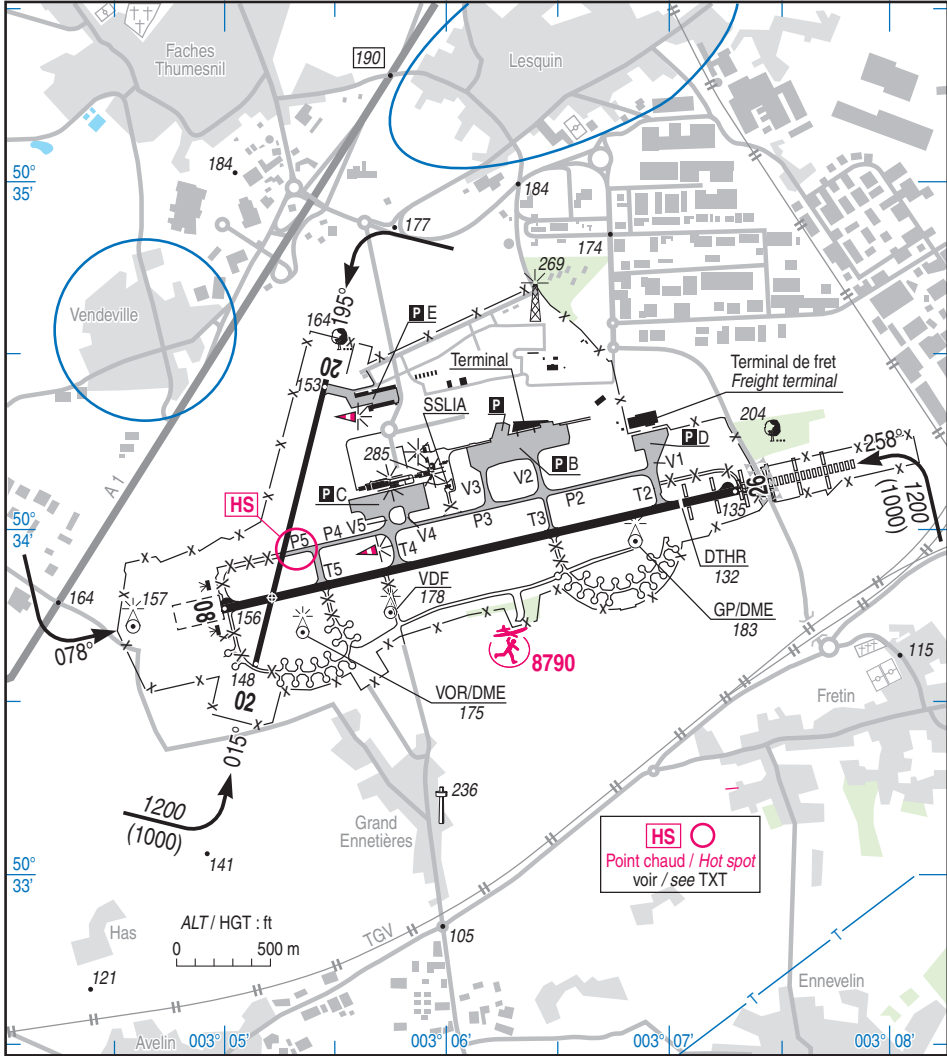 Faches
Thumesnil
190
Lesquin
184
50°
35'
184
177
174
269
195°
164
Vendeville
P E
20
153
Terminal
Terminal de fret
Freight terminal
SSLIA
P
204
285
P B
P D
258°
V1
A 1
P C
V3
V2
26
1200
(1000)
HS
P2
T2
135
50°
34'
P5
P4
V5
V4
P3
T3
T4
T5
DTHR
132
VDF
178
164
157
08
156
GP/DME
183
078°
8790
115
148
02
VOR/DME
175
Fretin
015°
1200
(1000)
236
Grand
Ennetières
HS
Point chaud / Hot spot
voir / see TXT
141
50°
33'
Has
ALT / HGT : ft
0 500 m
TGV
105
T
121
Ennevelin
T
Avelin
003° 05'
003° 06'
003° 07'
003° 08'